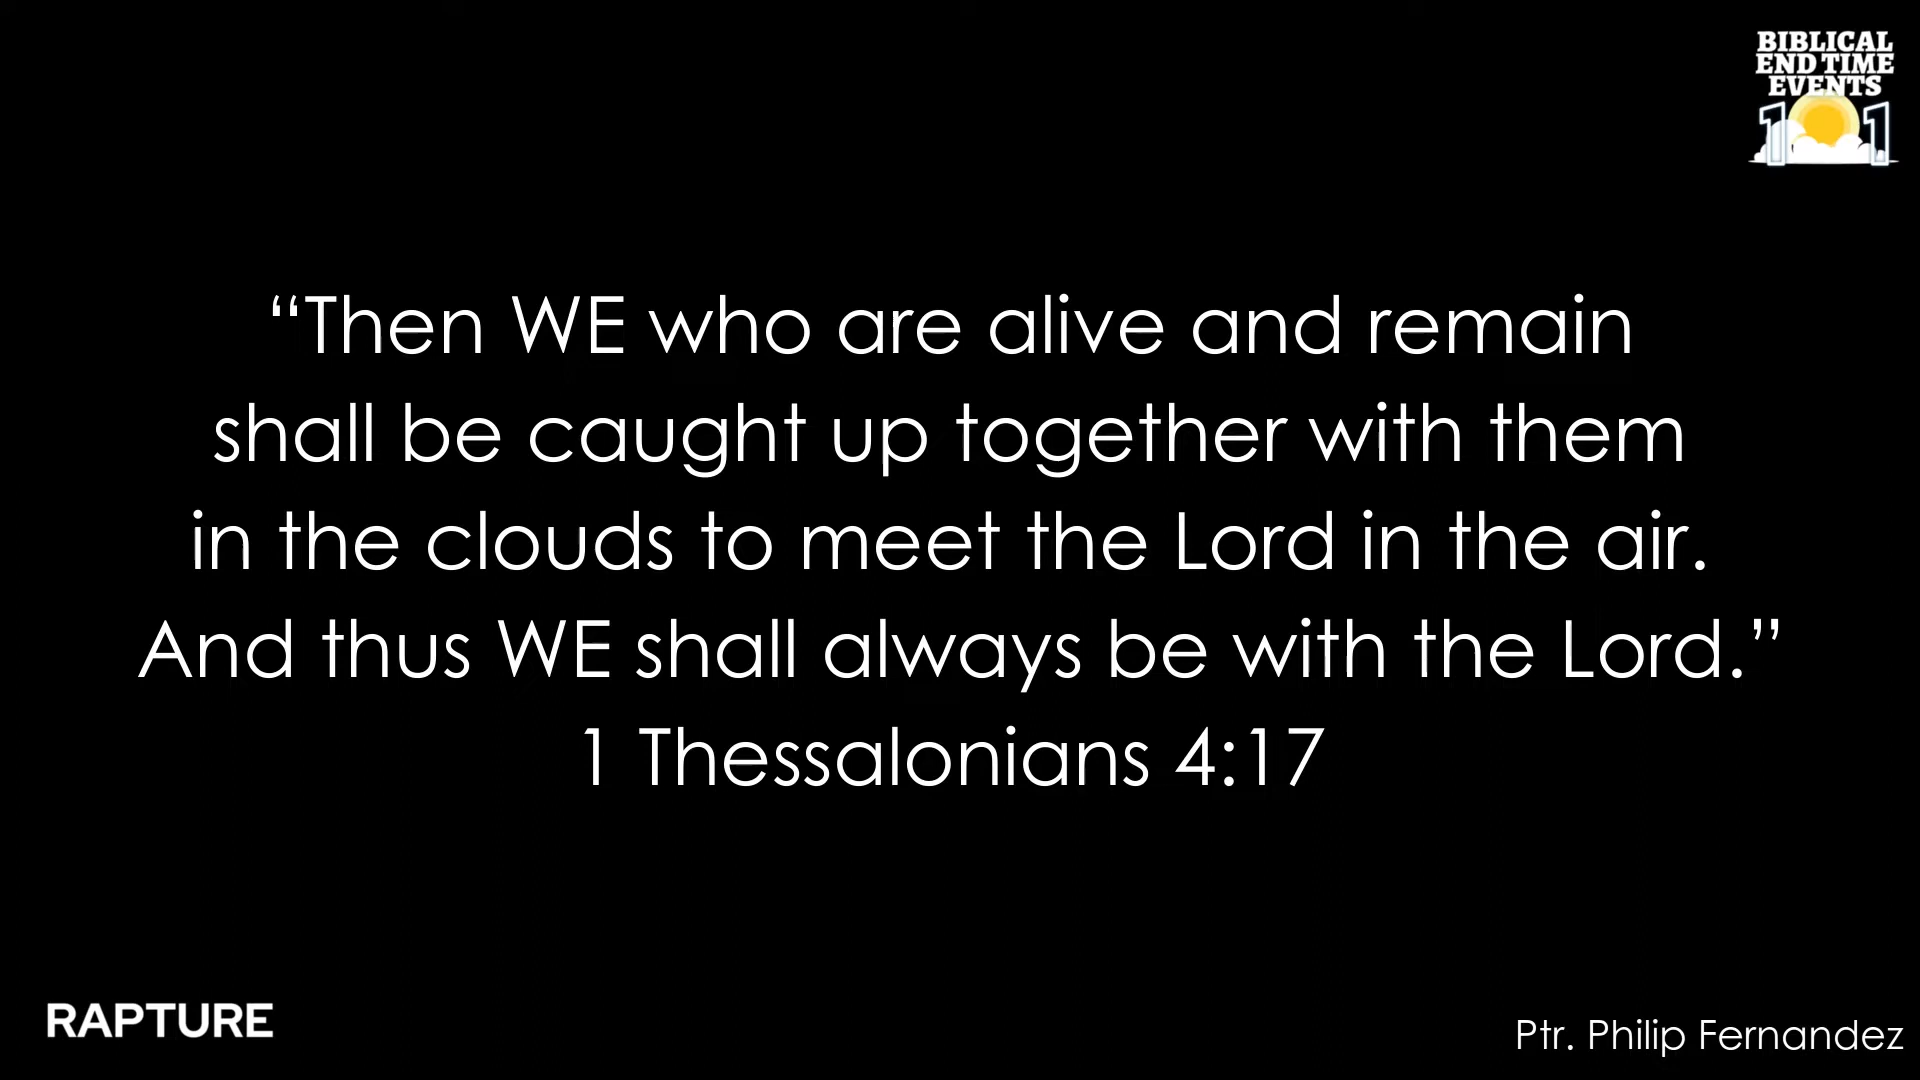 BIBLICAL
END TIME
EVENTS
101
“Then WE who are alive and remain
shall be caught up together with them
in the clouds to meet the Lord in the air.
And thus WE shall always be with the Lord.”
1 Thessalonians 4:17
RAPTURE
Ptr. Philip Fernandez